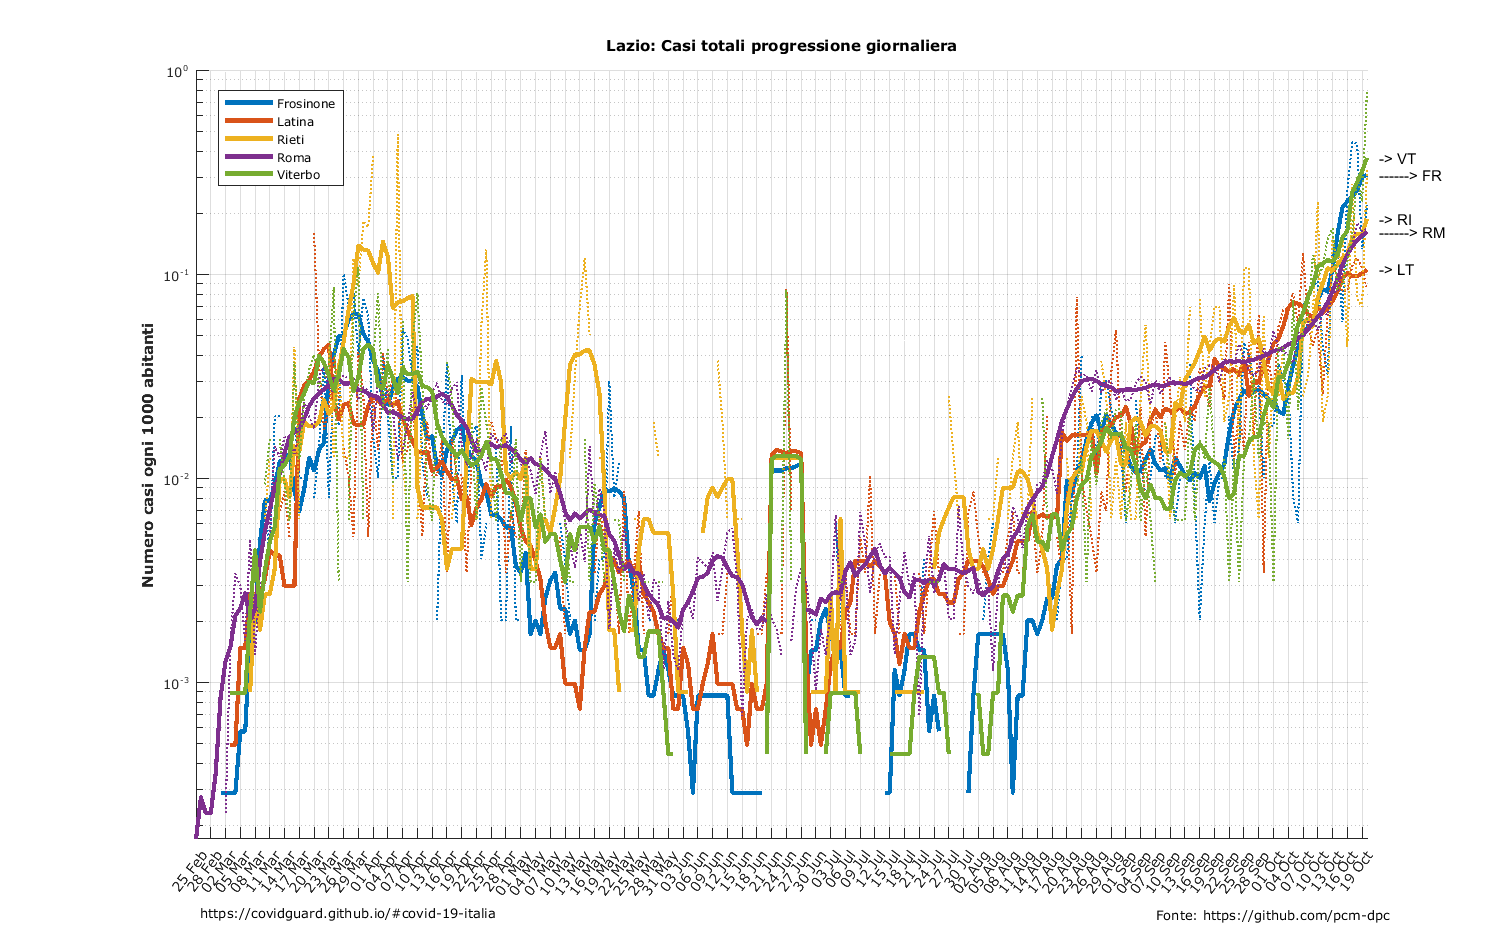 Lazio: Casi totali progressione giornaliera
10⁰
10⁻¹
10⁻²
10⁻³
Numero casi ogni 1000 abitanti
Frosinone
Latina
Rieti
Roma
Viterbo
-> VT
------> FR
-> RI
------> RM
-> LT
25 Feb
28 Feb
02 Mar
05 Mar
08 Mar
11 Mar
14 Mar
17 Mar
20 Mar
23 Mar
26 Mar
29 Mar
01 Apr
04 Apr
07 Apr
10 Apr
13 Apr
16 Apr
19 Apr
22 Apr
25 Apr
28 Apr
01 May
04 May
07 May
10 May
13 May
16 May
19 May
22 May
25 May
28 May
31 May
03 Jun
06 Jun
09 Jun
12 Jun
15 Jun
18 Jun
21 Jun
24 Jun
27 Jun
30 Jun
03 Jul
06 Jul
09 Jul
12 Jul
15 Jul
18 Jul
21 Jul
24 Jul
27 Jul
30 Jul
02 Aug
05 Aug
08 Aug
11 Aug
14 Aug
17 Aug
20 Aug
23 Aug
26 Aug
29 Aug
01 Sep
04 Sep
07 Sep
10 Sep
13 Sep
16 Sep
19 Sep
22 Sep
25 Sep
28 Sep
01 Oct
04 Oct
07 Oct
10 Oct
13 Oct
16 Oct
19 Oct
https://covidguard.github.io/#covid-19-italia
Fonte: https://github.com/pcm-dpc